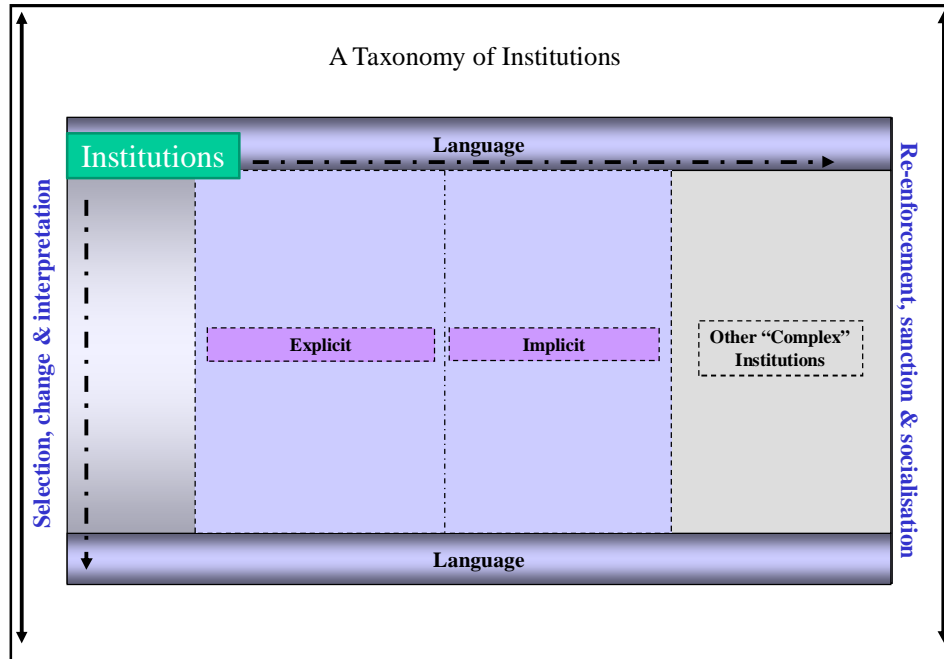 A Taxonomy of Institutions
Language
Institutions
Selection, change & interpretation
Re-enforcement, sanction & socialisation
Explicit
Implicit
Other “Complex”
Institutions
Language